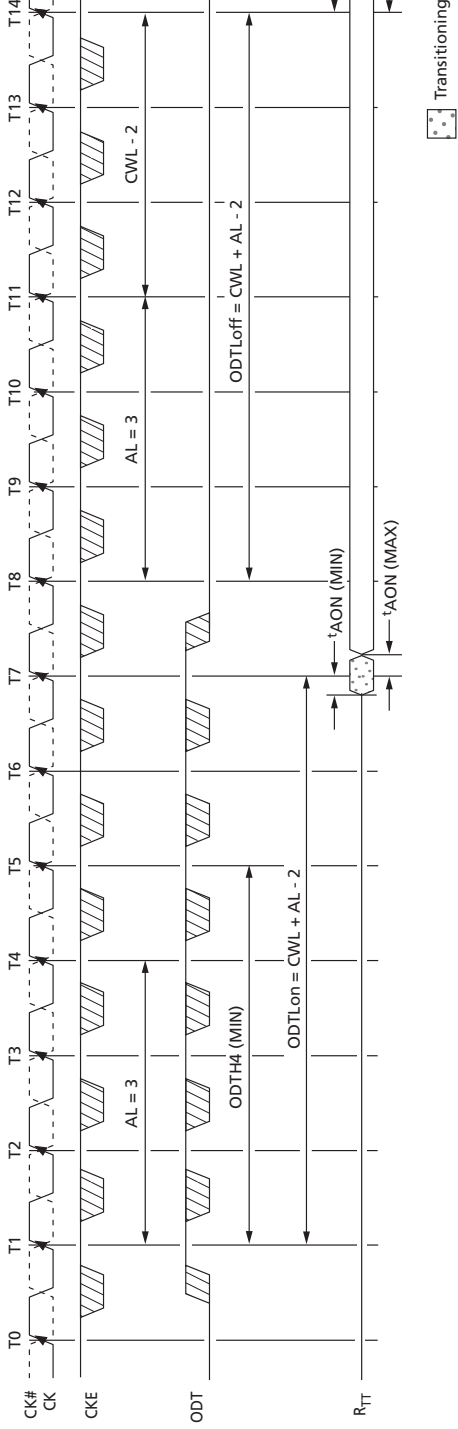 T0 T1 T2 T3 T4 T5 T6 T7 T8 T9 T10 T11 T12 T13 T14
CK#
CK
CKE
AL = 3
AL = 3
CWL - 2
ODT
ODTH4 (MIN)
ODTLoff = CWL + AL - 2
ODTLon = CWL + AL - 2
tAON (MIN)
tAON (MAX)
RTT
Transitioning